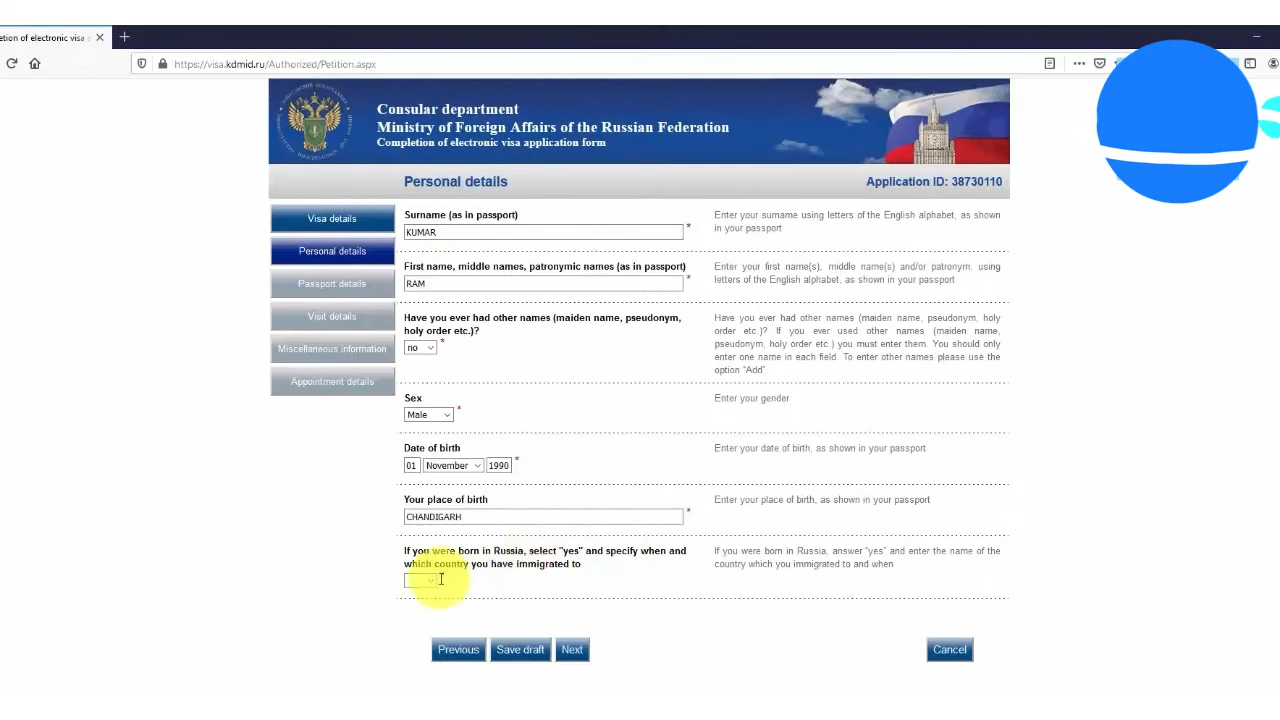 etion of electronic visa
https://visa.kdmid.ru/Authorized/Petition.aspx
Consular department
Ministry of Foreign Affairs of the Russian Federation
Completion of electronic visa application form
Personal details
Application ID: 38730110
Visa details
Personal details
Passport details
Visit details
Miscellaneous information
Appointment details
Surname (as in passport)
KUMAR
*
Enter your surname using letters of the English alphabet, as shown
in your passport
First name, middle names, patronymic names (as in passport)
RAM
*
Enter your first name(s), middle name(s) and/or patronym, using
letters of the English alphabet, as shown in your passport
Have you ever had other names (maiden name, pseudonym,
holy order etc.)?
no
*
Have you ever had other names (maiden name, pseudonym, holy
order etc.)? If you ever used other names (maiden name,
pseudonym, holy order etc.) you must enter them. You should only
enter one name in each field. To enter other names please use the
option "Add"
Sex
Male
*
Enter your gender
Date of birth
01 November 1990
*
Enter your date of birth, as shown in your passport
Your place of birth
CHANDIGARH
*
Enter your place of birth, as shown in your passport
If you were born in Russia, select "yes" and specify when and
which country you have immigrated to
If you were born in Russia, answer "yes" and enter the name of the
country which you immigrated to and when
Previous
Save draft
Next
Cancel